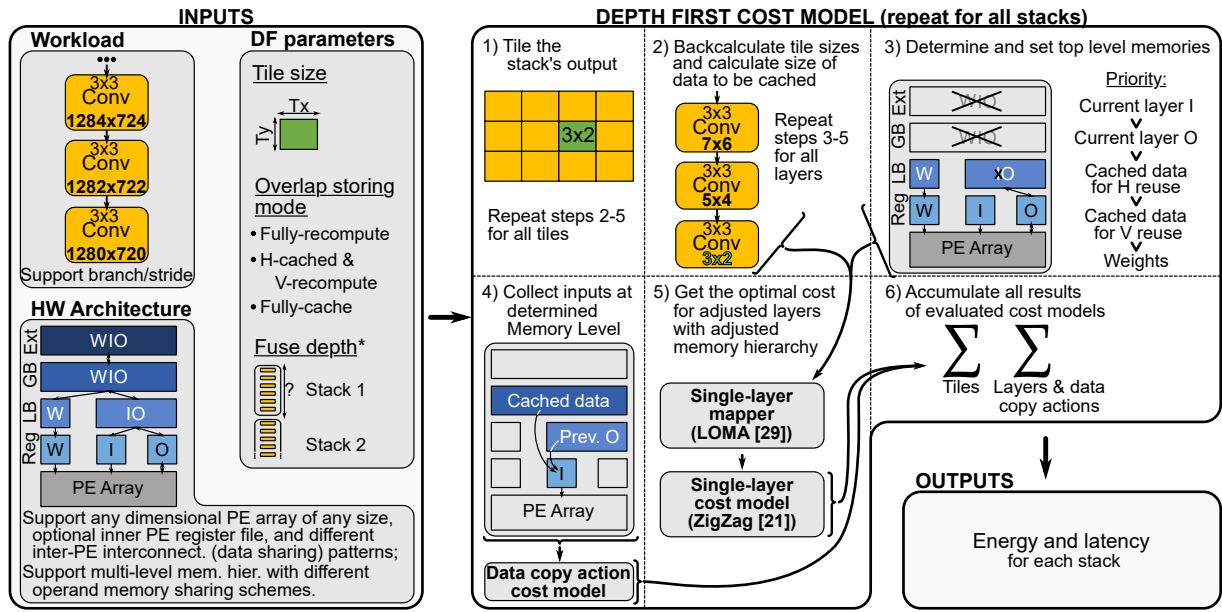 INPUTS
Workload
•••
3x3
Conv
1284x724
3x3
Conv
1282x722
3x3
Conv
1280x720
Support branch/stride
DF parameters
Tile size
Tx
Ty
Overlap storing
mode
• Fully-recompute
• H-cached &
V-recompute
• Fully-cache
Fuse depth*
?
Stack 1
Stack 2
HW Architecture
Ext
WIO
GB
WIO
LB
W
IO
Reg
W
I
O
PE Array
Support any dimensional PE array of any size,
optional inner PE register file, and different
inter-PE interconnect. (data sharing) patterns;
Support multi-level mem. hier. with different
operand memory sharing schemes.
DEPTH FIRST COST MODEL (repeat for all stacks)
1) Tile the
stack's output
3x2
Repeat steps 2-5
for all tiles
2) Backcalculate tile sizes
and calculate size of
data to be cached
3x3
Conv
7x6
3x3
Conv
5x4
3x3
Conv
3x2
Repeat
steps 3-5
for all
layers
3) Determine and set top level memories
Ext
WIO
GB
WIO
LB
W
IO
Reg
W
I
O
PE Array
Priority:
Current layer I
Current layer O
Cached data
for H reuse
Cached data
for V reuse
Weights
4) Collect inputs at
determined
Memory Level
Cached data
Prev. O
I
PE Array
Data copy action
cost model
5) Get the optimal cost
for adjusted layers
with adjusted
memory hierarchy
Single-layer
mapper
(LOMA [29])
Single-layer
cost model
(ZigZag [21])
6) Accumulate all results
of evaluated cost models
∑ ∑
Tiles
Layers & data
copy actions
OUTPUTS
Energy and latency
for each stack